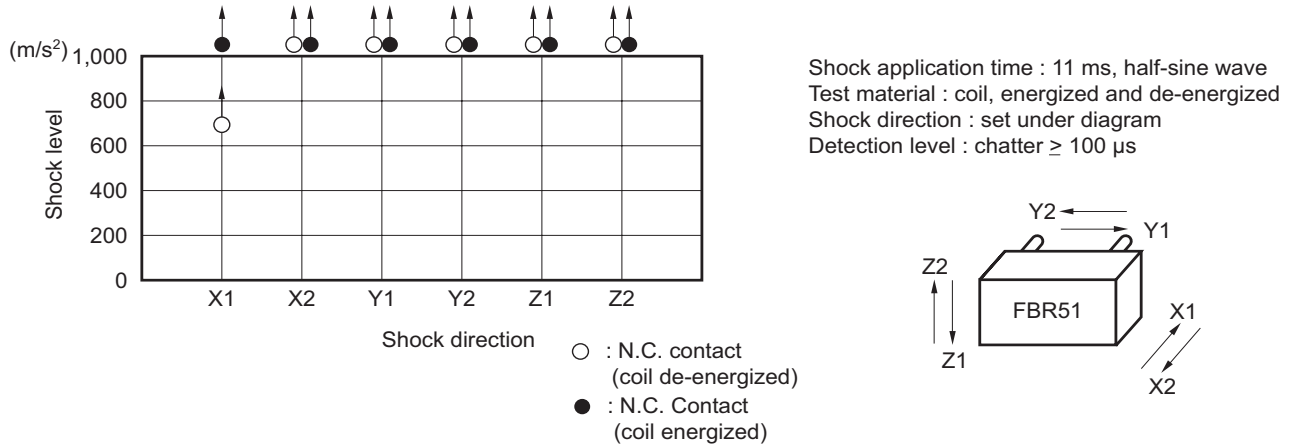 (m/s²)
1,000
800
600
400
200
0
Shock level
X1 X2 Y1 Y2 Z1 Z2
Shock direction
: N.C. contact
(coil de-energized)
: N.C. Contact
(coil energized)
Shock application time : 11 ms, half-sine wave
Test material : coil, energized and de-energized
Shock direction : set under diagram
Detection level : chatter ≥ 100 µs
Y2
Y1
Z2
FBR51
X1
Z1
X2